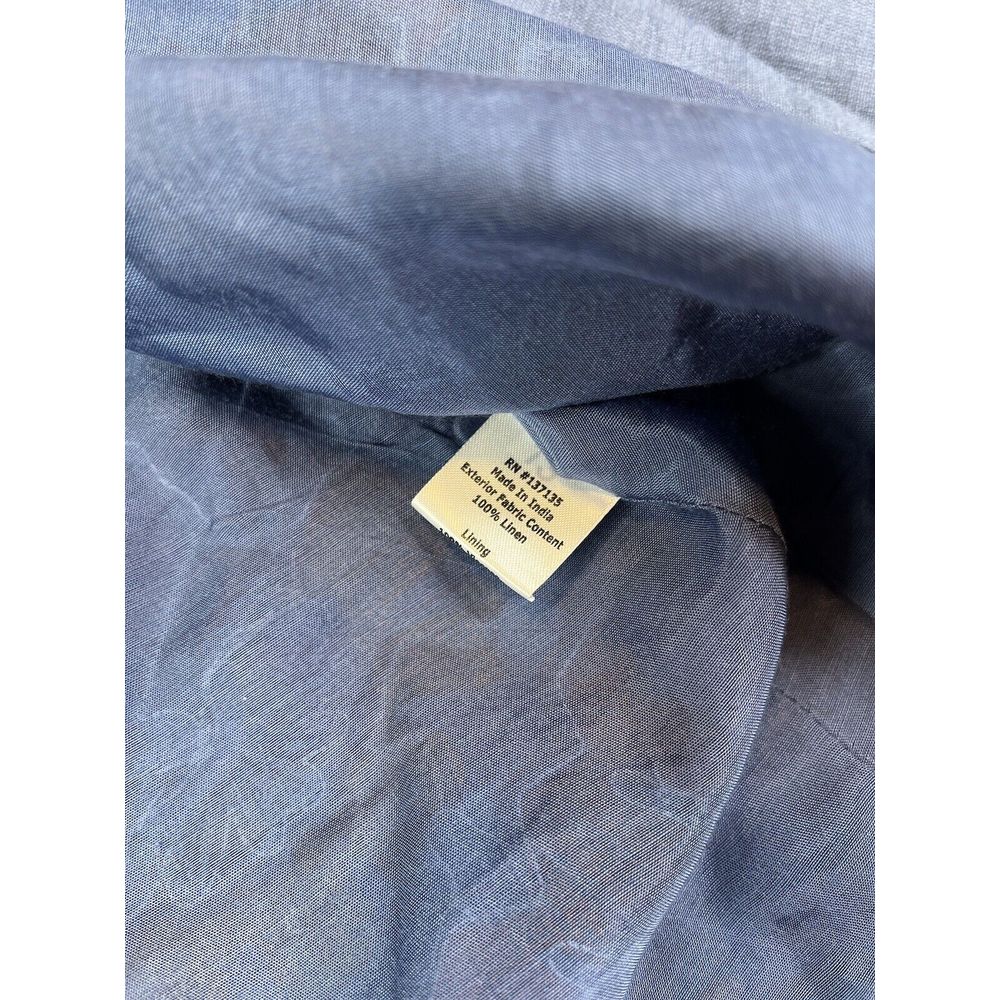 RN #137135
Made In India
Exterior Fabric Content
100% Linen
Lining